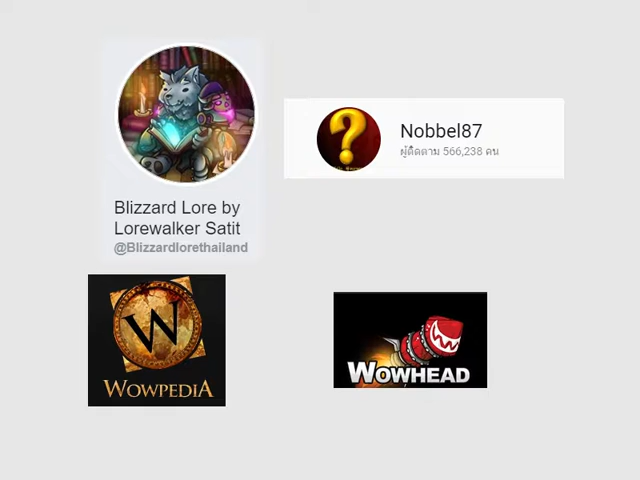 Blizzard Lore by
Lorewalker Satit
@Blizzardlorethailand
Nobbel87
ผู้ติดตาม 566,238 คน
W
WOWPEDIA
WOWHEAD